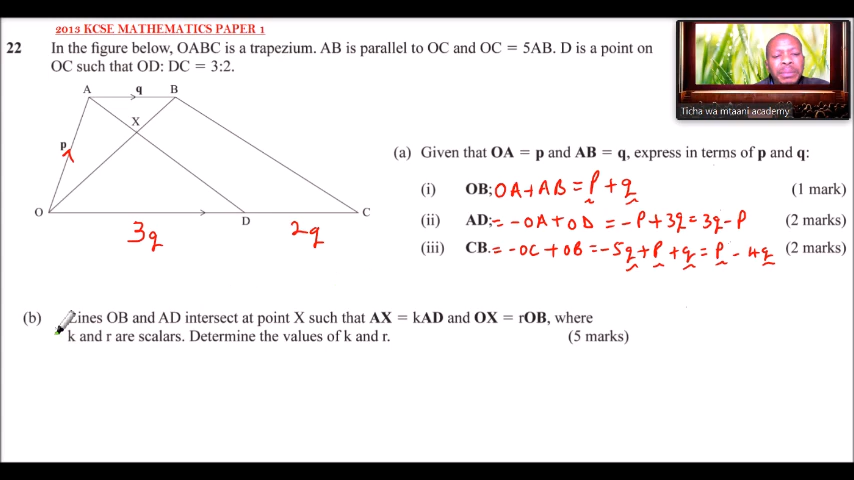 2013 KCSE MATHEMATICS PAPER 1
22 In the figure below, OABC is a trapezium. AB is parallel to OC and OC = 5AB. D is a point on
OC such that OD: DC = 3:2.
Ticha wa mtaani academy
A q B
X
p
O D C
3q 2q
(a) Given that OA = p and AB = q, express in terms of p and q:
(i) OB; OA + AB = p + q (1 mark)
(ii) AD; = -OA + OD = -p + 3q = 3q - p (2 marks)
(iii) CB. = -OC + OB = -5q + p + q = p - 4q (2 marks)
(b) Lines OB and AD intersect at point X such that AX = kAD and OX = rOB, where
k and r are scalars. Determine the values of k and r. (5 marks)